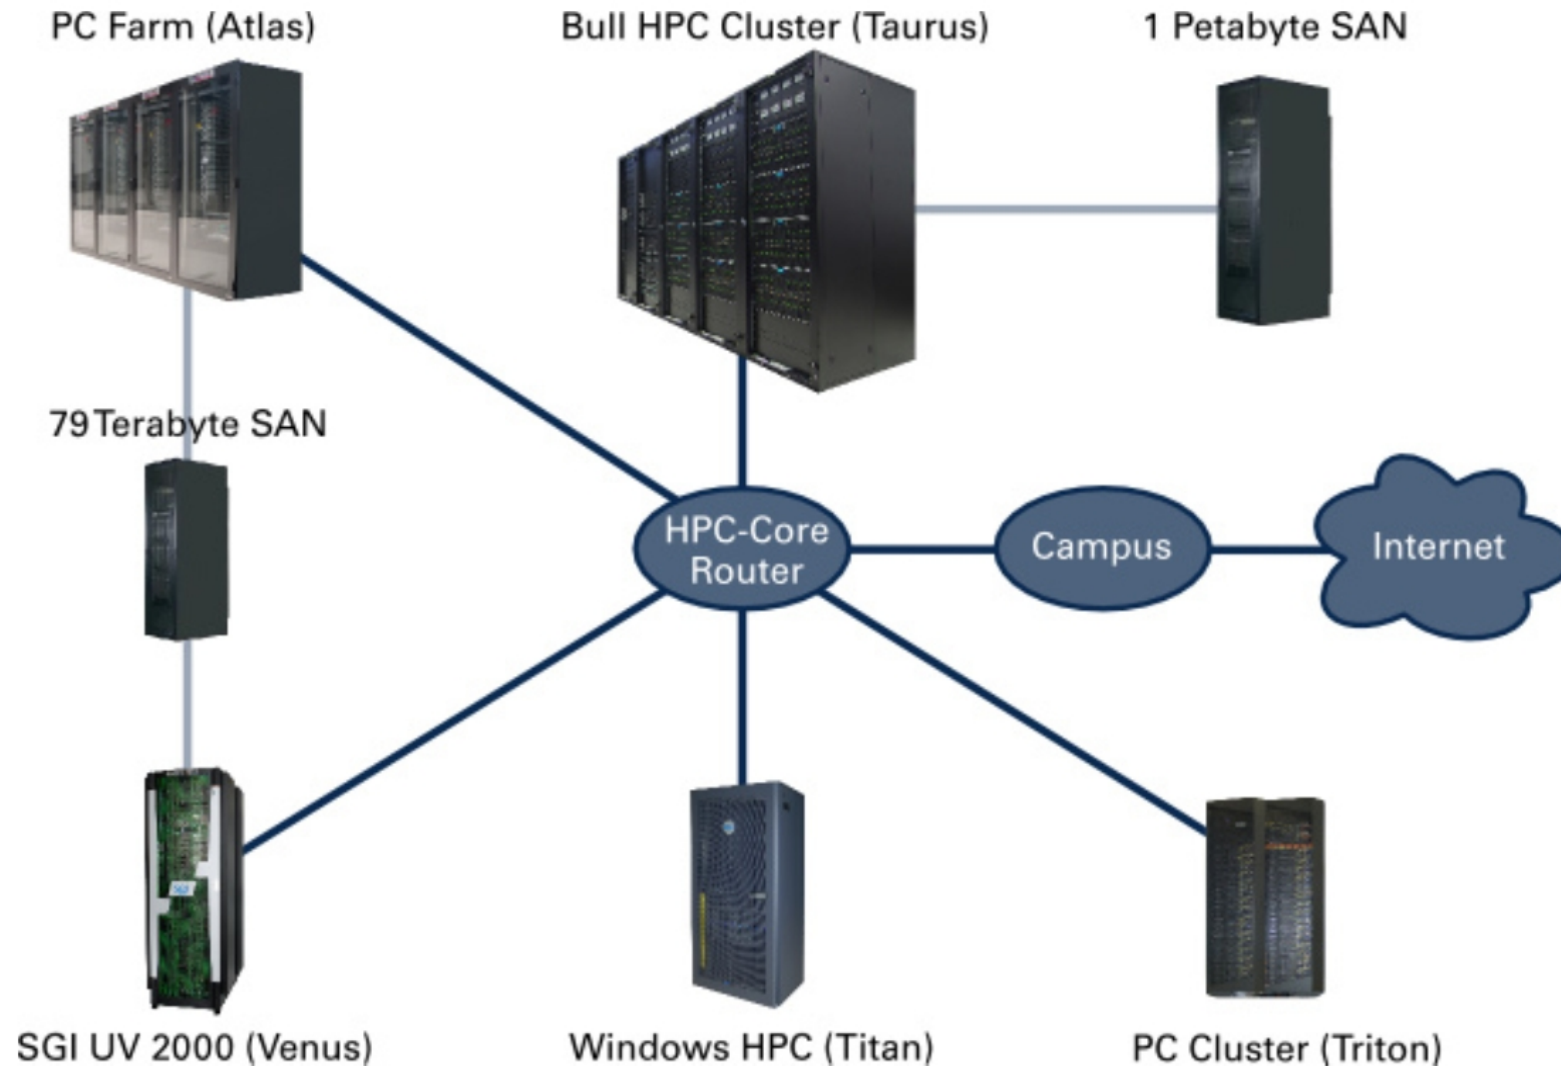 PC Farm (Atlas)
Bull HPC Cluster (Taurus)
1 Petabyte SAN
79 Terabyte SAN
HPC-Core
Router
Campus
Internet
SGI UV 2000 (Venus)
Windows HPC (Titan)
PC Cluster (Triton)